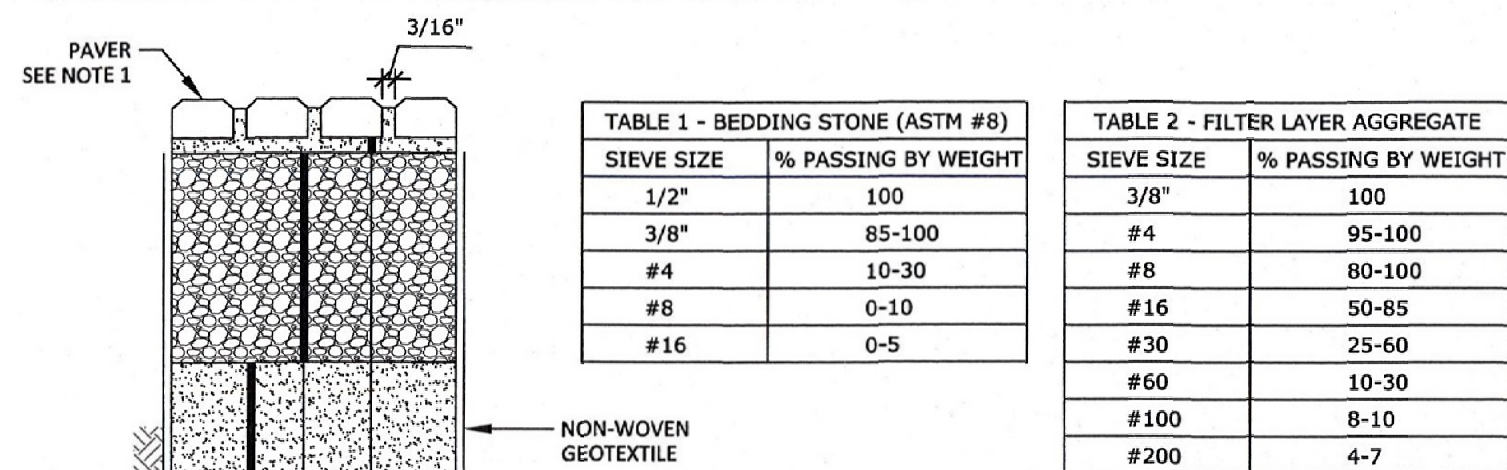 3/16"
PAVER
SEE NOTE 1
TABLE 1 - BEDDING STONE (ASTM #8)
SIEVE SIZE % PASSING BY WEIGHT
1/2" 100
3/8" 85-100
#4 10-30
#8 0-10
#16 0-5
TABLE 2 - FILTER LAYER AGGREGATE
SIEVE SIZE % PASSING BY WEIGHT
3/8" 100
#4 95-100
#8 80-100
#16 50-85
#30 25-60
#60 10-30
#100 8-10
#200 4-7
NON-WOVEN
GEOTEXTILE